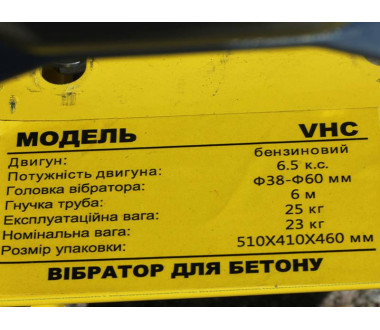 МОДЕЛЬ VHC
Двигун: бензиновий
Потужність двигуна: 6.5 к.с.
Головка вібратора: Ф38-Ф60 мм
Гнучка труба: 6 м
Експлуатаційна вага: 25 кг
Номінальна вага: 23 кг
Розмір упаковки: 510Х410Х460 мм
ВІБРАТОР ДЛЯ БЕТОНУ